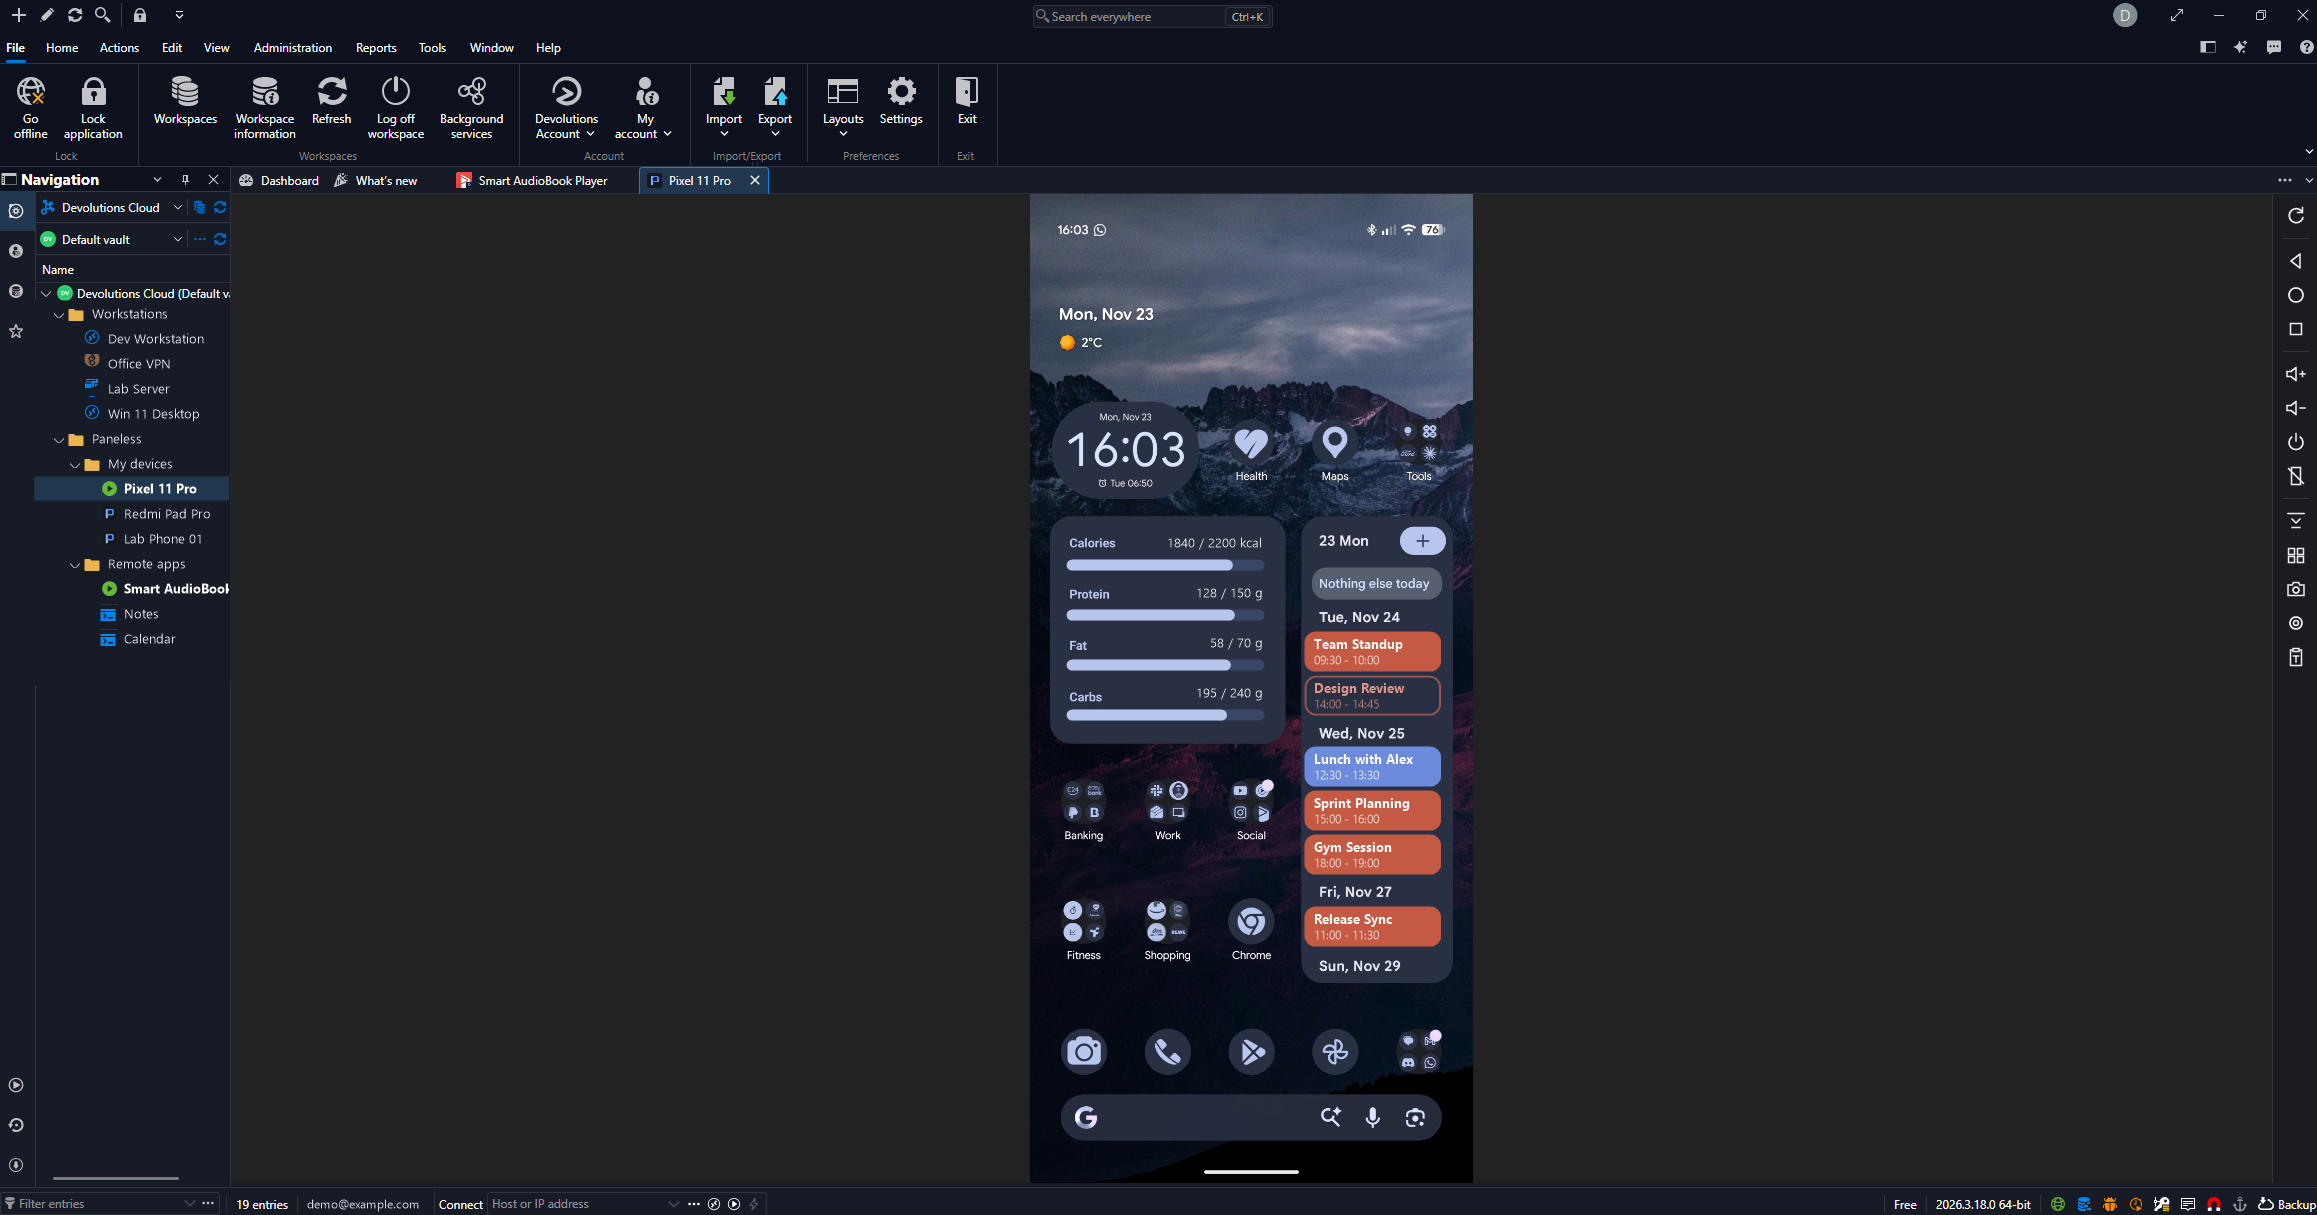 Search everywhere
Ctrl+K
D
File
Home
Actions
Edit
View
Administration
Reports
Tools
Window
Help
Go offline
Lock application
Lock
Workspaces
Workspace information
Refresh
Log off workspace
Background services
Workspaces
Devolutions Account
My account
Account
Import
Export
Import/Export
Layouts
Settings
Preferences
Exit
Exit
Navigation
Dashboard
What's new
Smart AudioBook Player
Pixel 11 Pro
Devolutions Cloud
DV
Default vault
Name
DV
Devolutions Cloud (Default va
Workstations
Dev Workstation
Office VPN
Lab Server
Win 11 Desktop
Paneless
My devices
Pixel 11 Pro
Redmi Pad Pro
Lab Phone 01
Remote apps
Smart AudioBook
Notes
Calendar
16:03
76
Mon, Nov 23
2°C
Mon, Nov 23
16:03
Tue 06:50
Health
Maps
Tools
Calories
1840 / 2200 kcal
Protein
128 / 150 g
Fat
58 / 70 g
Carbs
195 / 240 g
23 Mon
Nothing else today
Tue, Nov 24
Team Standup
09:30 - 10:00
Design Review
14:00 - 14:45
Wed, Nov 25
Lunch with Alex
12:30 - 13:30
Sprint Planning
15:00 - 16:00
Gym Session
18:00 - 19:00
Fri, Nov 27
Release Sync
11:00 - 11:30
Sun, Nov 29
C24
easy bank
Banking
Work
Social
Fitness
Shopping
Chrome
Filter entries
19 entries
demo@example.com
Connect
Host or IP address
Free
2026.3.18.0 64-bit
Backup